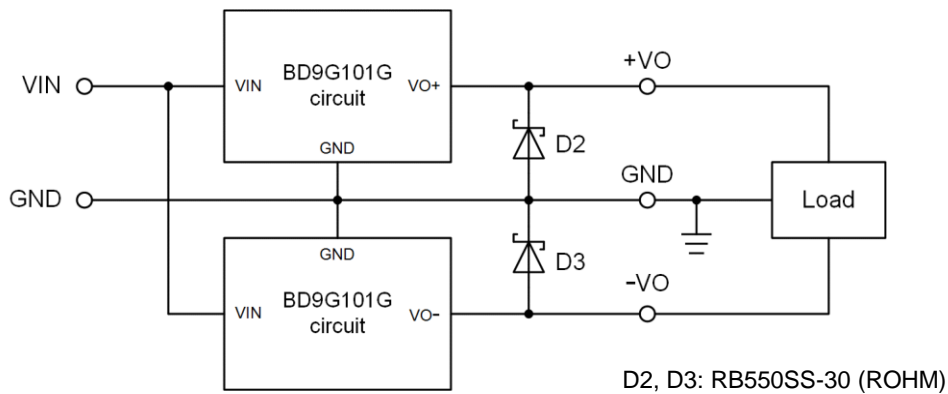 VIN
VIN
BD9G101G
circuit
VO+
GND
+VO
D2
GND
GND
Load
GND
D3
BD9G101G
circuit
VIN
VO-
-VO
D2, D3: RB550SS-30 (ROHM)